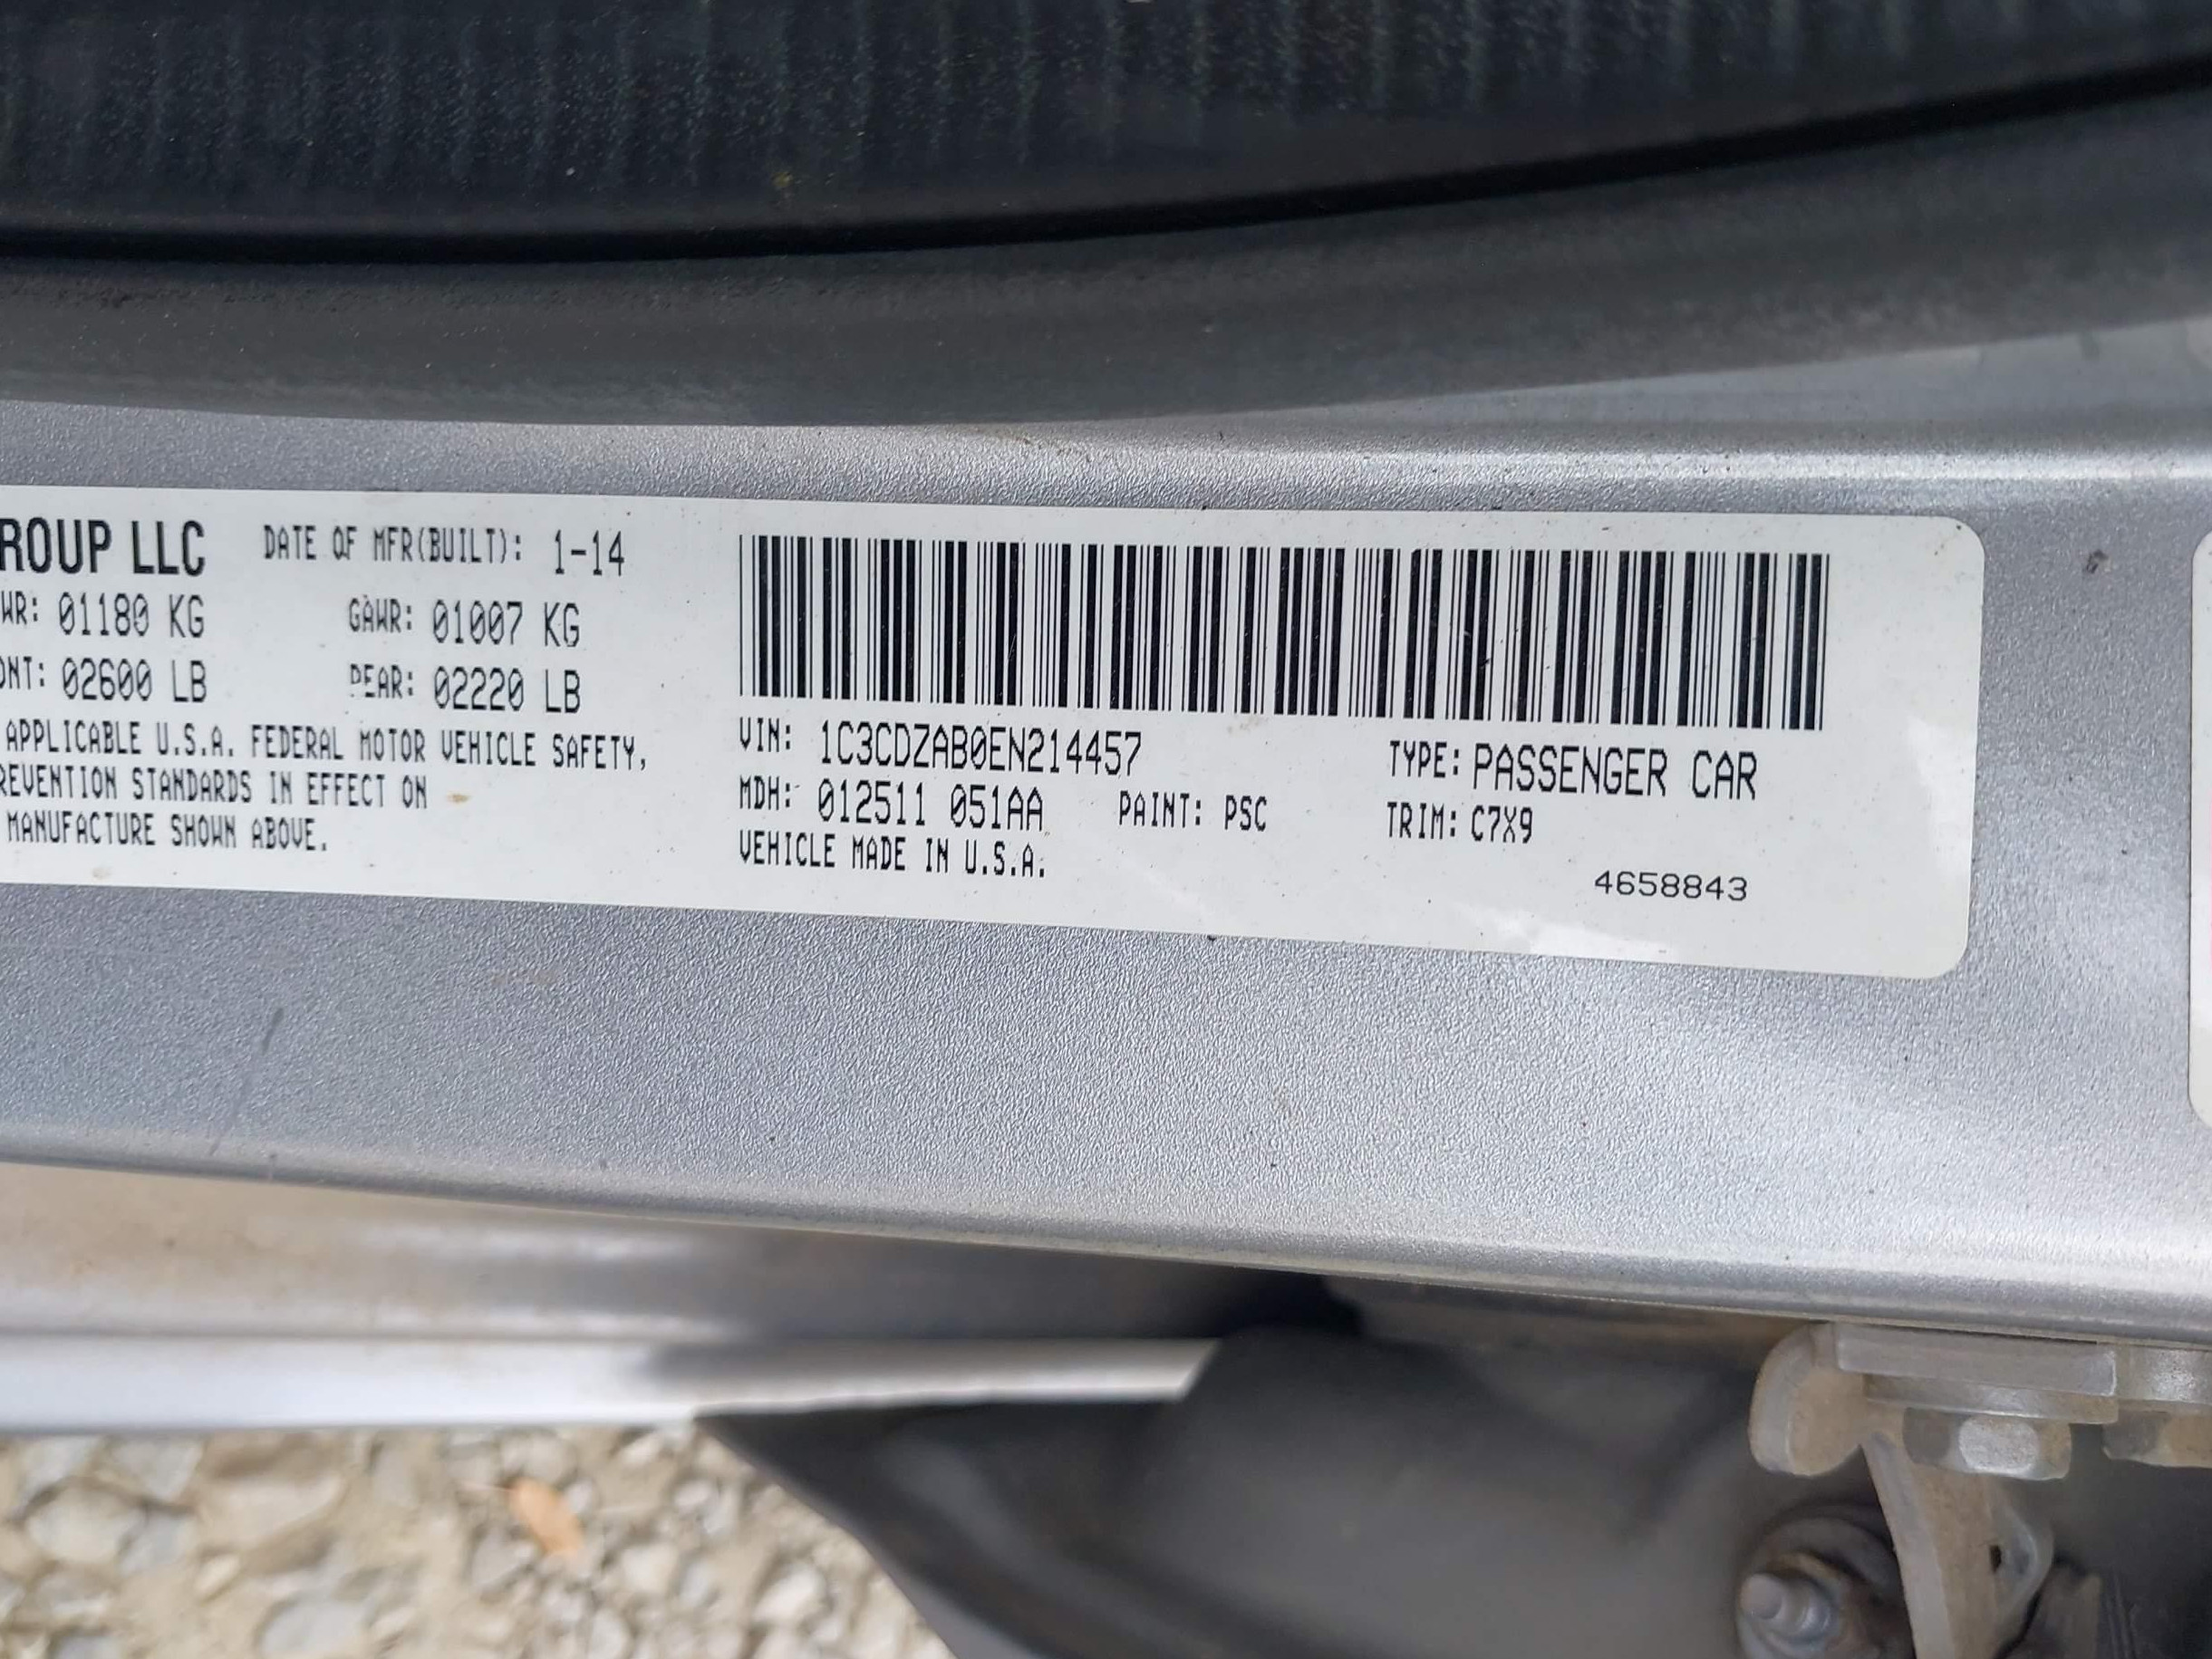 ROUP LLC DATE OF MFR(BUILT): 1-14
WR: 01180 KG GAWR: 01007 KG
ONT: 02600 LB REAR: 02220 LB
APPLICABLE U.S.A. FEDERAL MOTOR VEHICLE SAFETY,
REVENTION STANDARDS IN EFFECT ON
MANUFACTURE SHOWN ABOVE.
VIN: 1C3CDZAB0EN214457 TYPE: PASSENGER CAR
MDH: 012511 051AA PAINT: PSC TRIM: C7X9
VEHICLE MADE IN U.S.A.
4658843